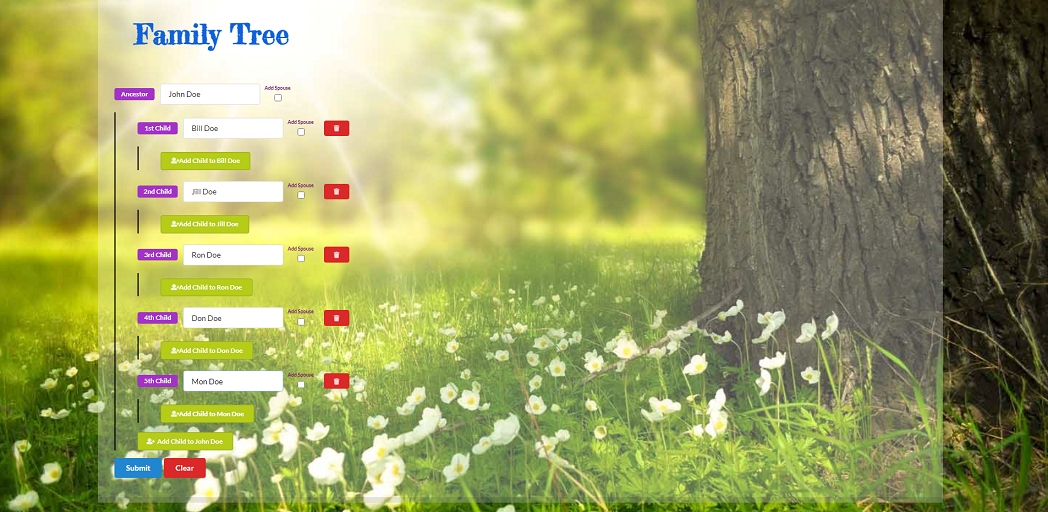 Family Tree
Ancestor John Doe Add Spouse
1st Child Bill Doe Add Spouse
Add Child to Bill Doe
2nd Child Jill Doe Add Spouse
Add Child to Jill Doe
3rd Child Ron Doe Add Spouse
Add Child to Ron Doe
4th Child Don Doe Add Spouse
Add Child to Don Doe
5th Child Mon Doe Add Spouse
Add Child to Mon Doe
Add Child to John Doe
Submit Clear